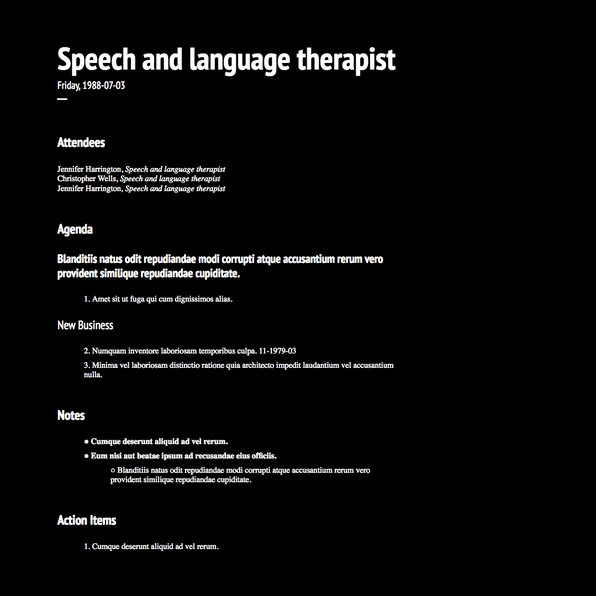 Speech and language therapist
Friday, 1988-07-03
Attendees
Jennifer Harrington, Speech and language therapist
Christopher Wells, Speech and language therapist
Jennifer Harrington, Speech and language therapist
Agenda
Blanditiis natus odit repudiandae modi corrupti atque accusantium rerum vero
provident similique repudiandae cupiditate.
1. Amet sit ut fuga qui cum dignissimos alias.
New Business
2. Numquam inventore laboriosam temporibus culpa. 11-1979-03
3. Minima vel laboriosam distinctio ratione quia architecto impedit laudantium vel accusantium
nulla.
Notes
● Cumque deserunt aliquid ad vel rerum.
● Eum nisi aut beatae ipsum ad recusandae eius officiis.
○ Blanditiis natus odit repudiandae modi corrupti atque accusantium rerum vero
provident similique repudiandae cupiditate.
Action Items
1. Cumque deserunt aliquid ad vel rerum.